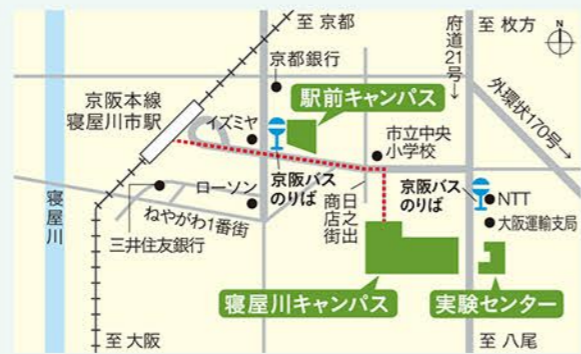 至 京都
府道21号→
至 枚方
N
京都銀行
外環状170号→
京阪本線
寝屋川市駅
駅前キャンパス
イズミヤ
市立中央
小学校
京阪バス
のりば
京阪バス
のりば
ローソン
日之出
商店街
NTT
大阪運輸支局
ねやがわ1番街
三井住友銀行
寝屋川
寝屋川キャンパス
実験センター
至 大阪
至 八尾